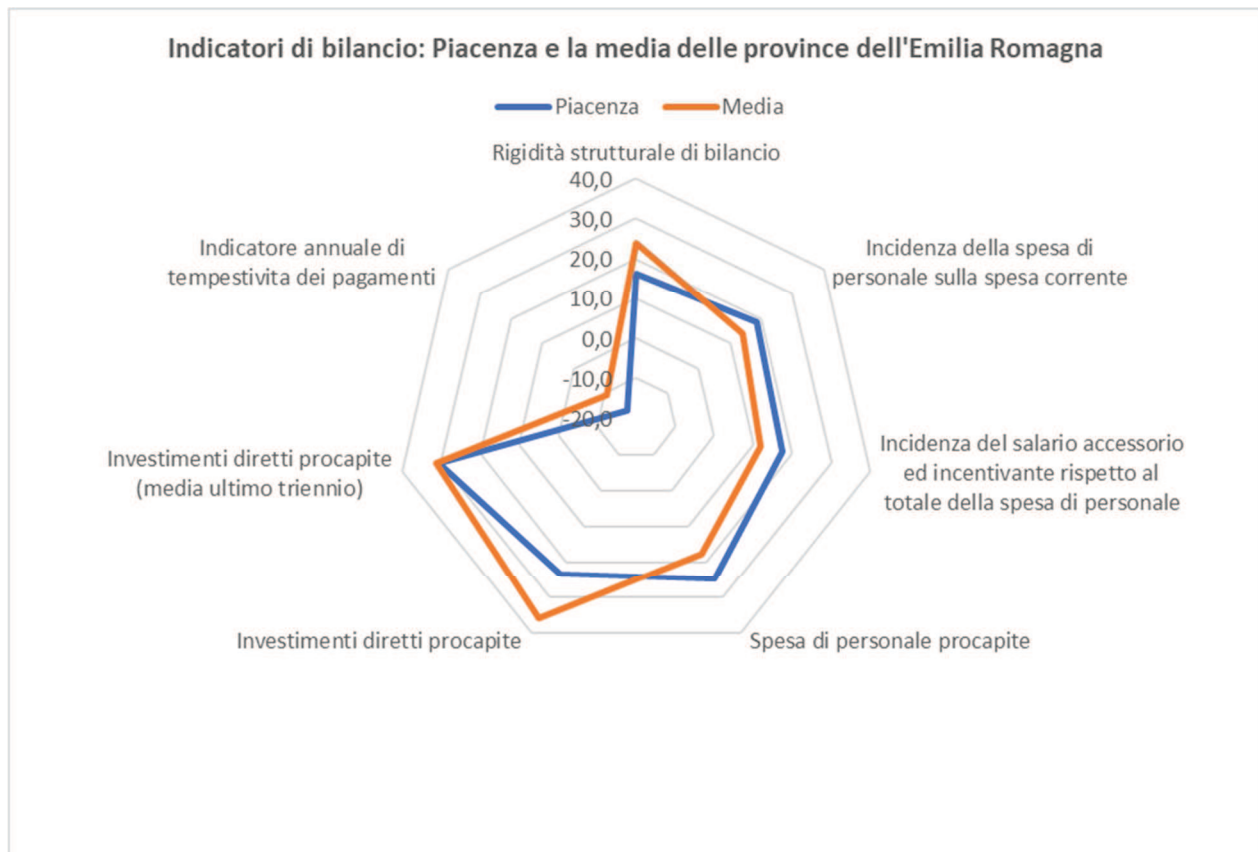 Indicatori di bilancio: Piacenza e la media delle province dell'Emilia Romagna
Piacenza
Media
Rigidità strutturale di bilancio
40,0
30,0
20,0
10,0
0,0
-10,0
-20,0
Incidenza della spesa di
personale sulla spesa corrente
Incidenza del salario accessorio
ed incentivante rispetto al
totale della spesa di personale
Spesa di personale procapite
Investimenti diretti procapite
Investimenti diretti procapite
(media ultimo triennio)
Indicatore annuale di
tempestivita dei pagamenti